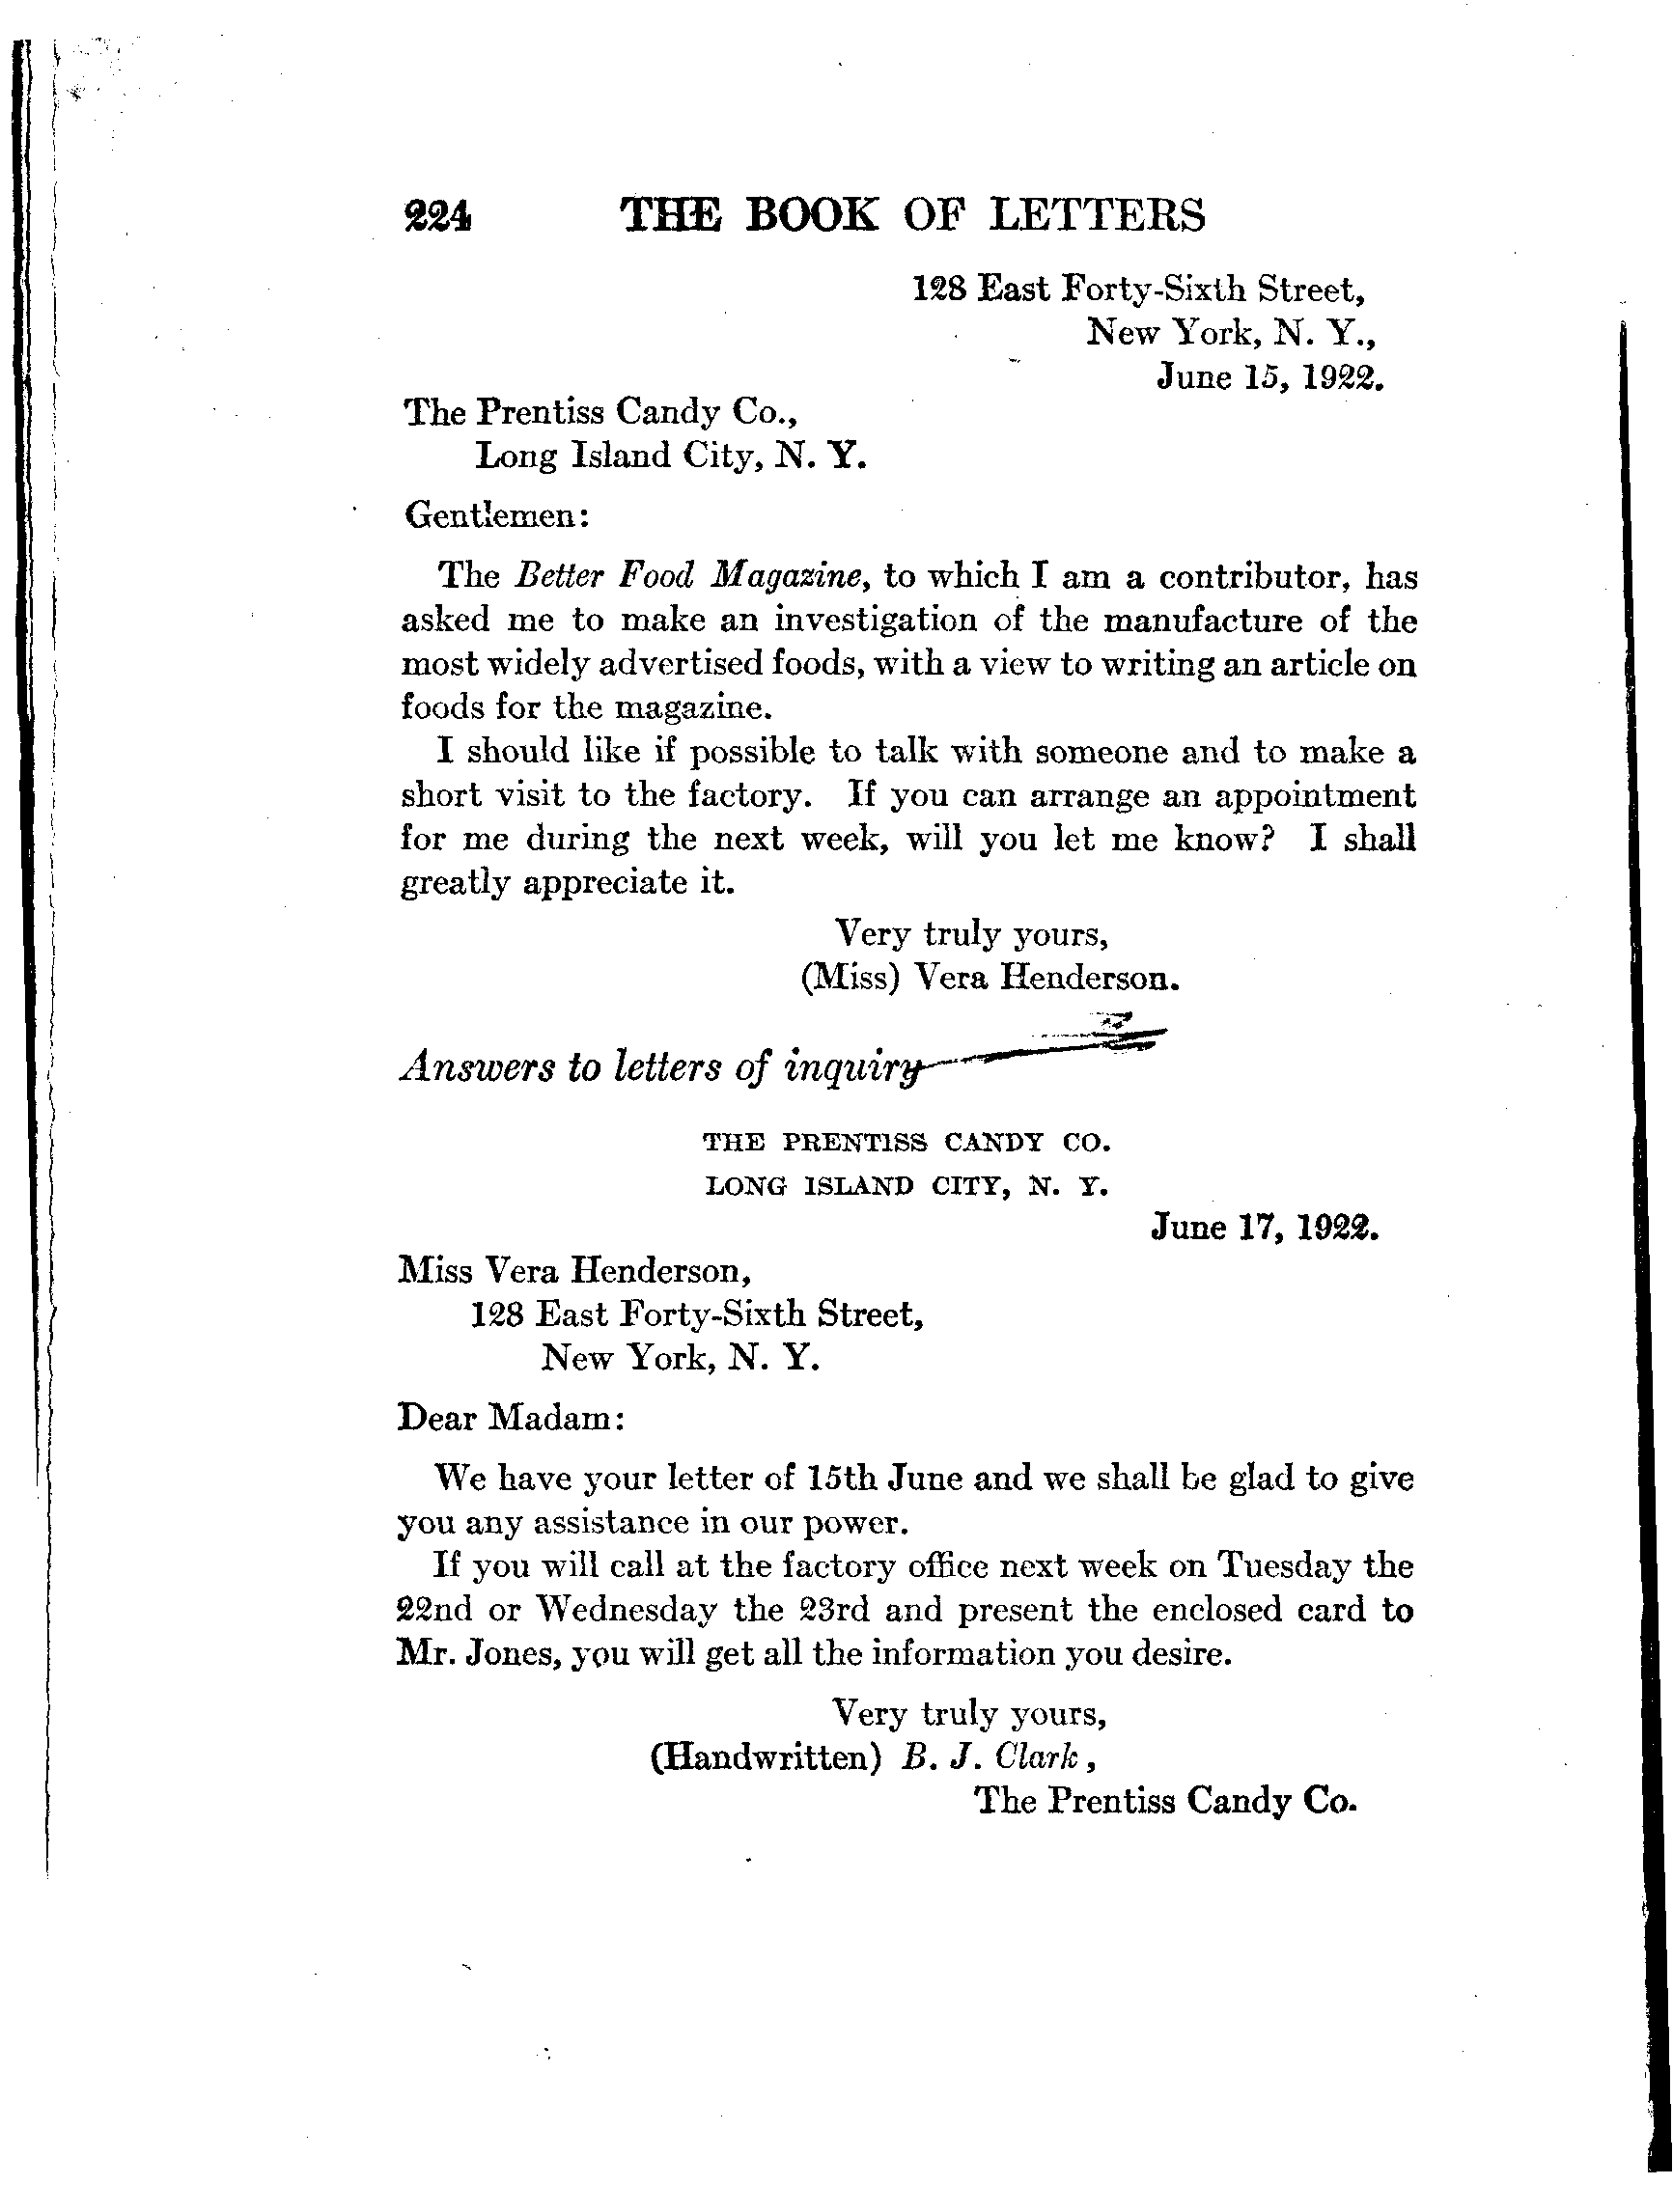 224 THE BOOK OF LETTERS
128 East Forty-Sixth Street,
New York, N. Y.,
June 15, 1922.
The Prentiss Candy Co.,
Long Island City, N. Y.
Gentlemen:
The Better Food Magazine, to which I am a contributor, has
asked me to make an investigation of the manufacture of the
most widely advertised foods, with a view to writing an article on
foods for the magazine.
I should like if possible to talk with someone and to make a
short visit to the factory. If you can arrange an appointment
for me during the next week, will you let me know? I shall
greatly appreciate it.
Very truly yours,
(Miss) Vera Henderson.
Answers to letters of inquiry
THE PRENTISS CANDY CO.
LONG ISLAND CITY, N. Y.
June 17, 1922.
Miss Vera Henderson,
128 East Forty-Sixth Street,
New York, N. Y.
Dear Madam:
We have your letter of 15th June and we shall be glad to give
you any assistance in our power.
If you will call at the factory office next week on Tuesday the
22nd or Wednesday the 23rd and present the enclosed card to
Mr. Jones, you will get all the information you desire.
Very truly yours,
(Handwritten) B. J. Clark,
The Prentiss Candy Co.